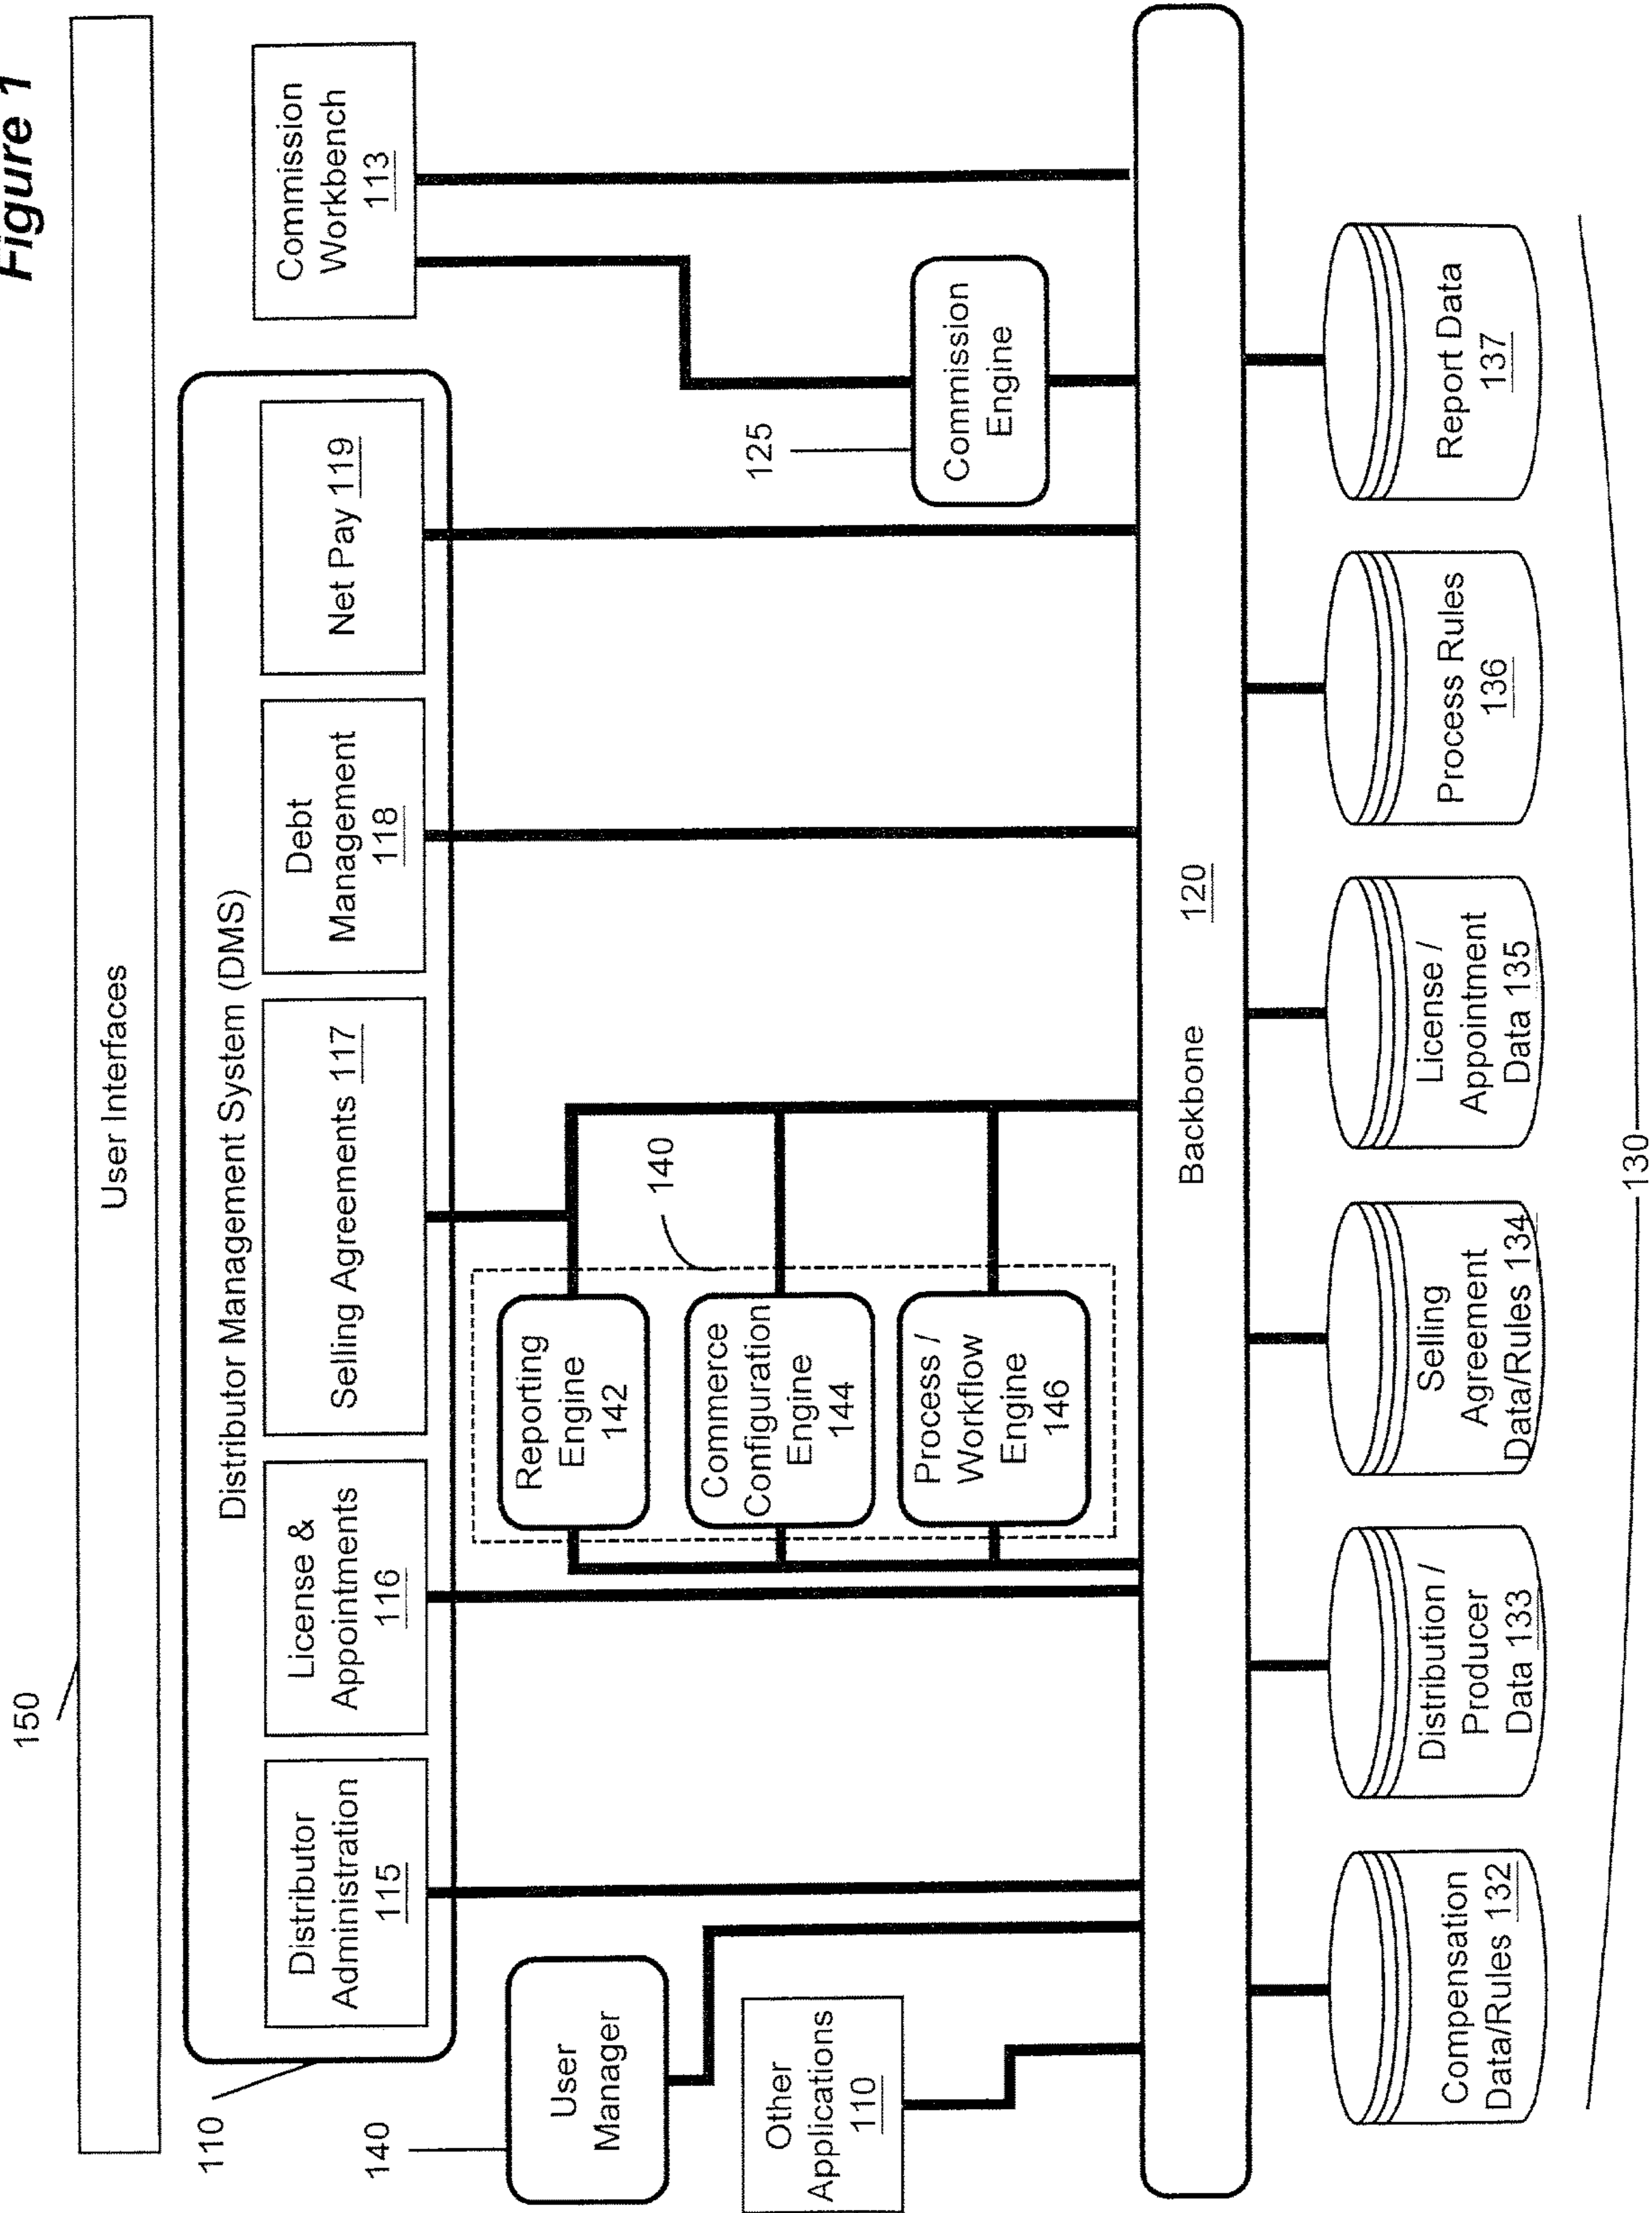 Figure 1
150
User Interfaces
110
Distributor Management System (DMS)
Distributor
Administration
115
License &
Appointments
116
Selling Agreements 117
Debt
Management
118
Net Pay 119
Commission
Workbench
113
140
User
Manager
Other
Applications
110
Reporting
Engine
142
Commerce
Configuration
Engine
144
Process /
Workflow
Engine
146
140
125
Commission
Engine
Backbone 120
Compensation
Data/Rules 132
Distribution /
Producer
Data 133
Selling
Agreement
Data/Rules 134
License /
Appointment
Data 135
Process Rules
136
Report Data
137
130